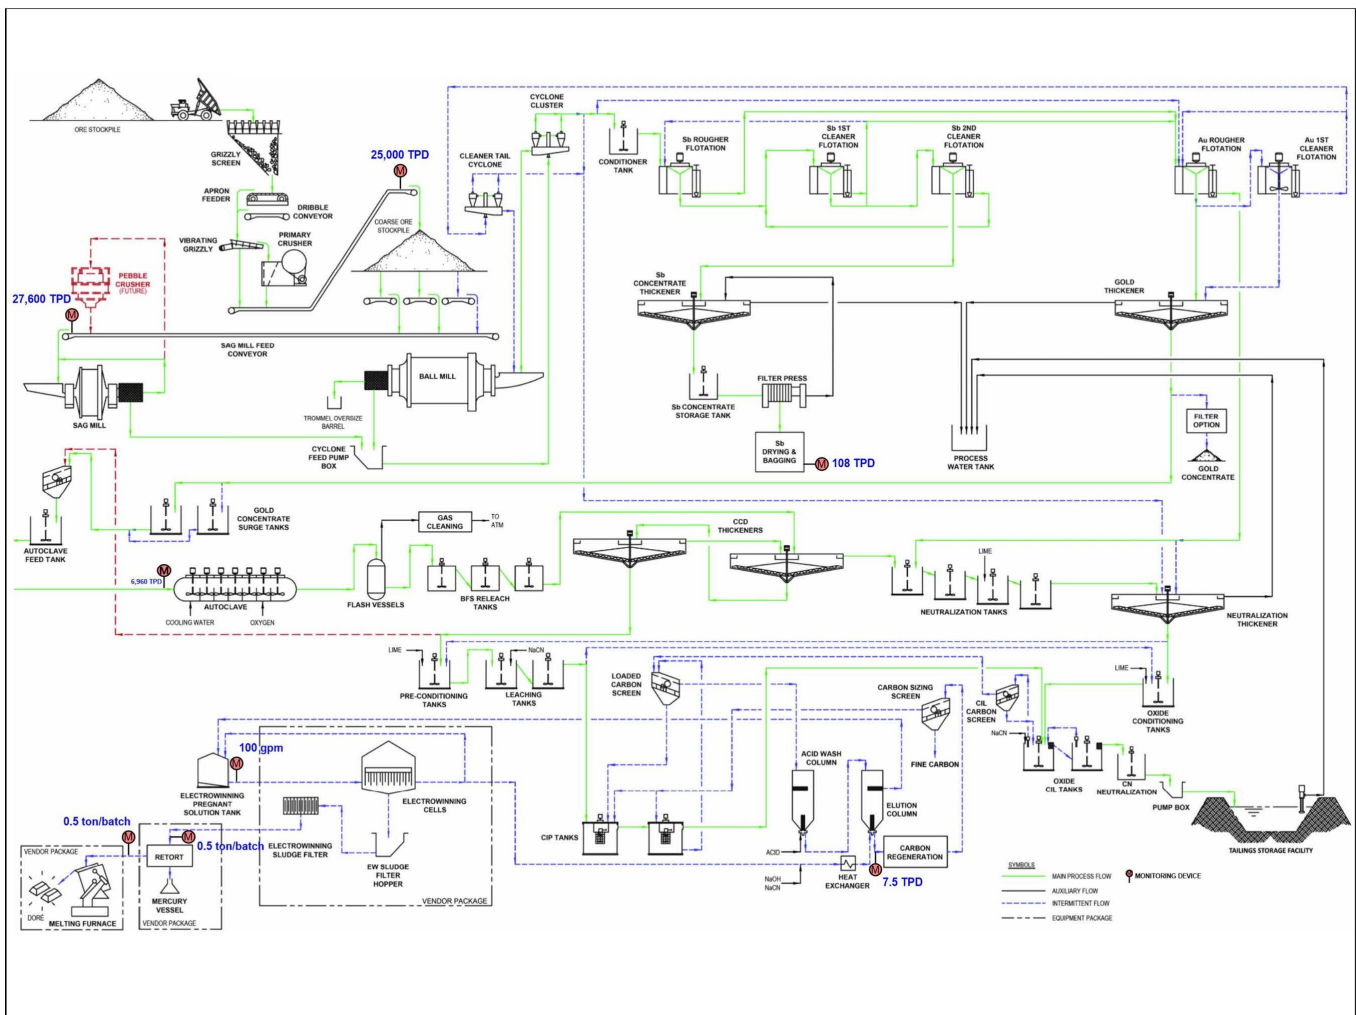 ORE STOCKPILE
GRIZZLY
SCREEN
APRON
FEEDER
DRIBBLE
CONVEYOR
VIBRATING
GRIZZLY
PRIMARY
CRUSHER
25,000 TPD
M
COARSE ORE
STOCKPILE
PEBBLE
CRUSHER
(FUTURE)
27,600 TPD
M
SAG MILL FEED
CONVEYOR
SAG MILL
BALL MILL
TROMMEL OVERSIZE
BARREL
CYCLONE
FEED PUMP
BOX
CYCLONE
CLUSTER
CLEANER TAIL
CYCLONE
CONDITIONER
TANK
Sb ROUGHER
FLOTATION
Sb 1ST
CLEANER
FLOTATION
Sb 2ND
CLEANER
FLOTATION
Au ROUGHER
FLOTATION
Au 1ST
CLEANER
FLOTATION
Sb
CONCENTRATE
THICKENER
GOLD
THICKENER
FILTER PRESS
Sb CONCENTRATE
STORAGE TANK
Sb
DRYING &
BAGGING
M
108 TPD
PROCESS
WATER TANK
FILTER
OPTION
GOLD
CONCENTRATE
AUTOCLAVE
FEED TANK
GOLD
CONCENTRATE
SURGE TANKS
GAS
CLEANING
TO
ATM
M
6,960 TPD
AUTOCLAVE
COOLING WATER
OXYGEN
FLASH VESSELS
BFS RELEACH
TANKS
CCD
THICKENERS
LIME
NEUTRALIZATION TANKS
NEUTRALIZATION
THICKENER
LIME
PRE-CONDITIONING
TANKS
NaCN
LEACHING
TANKS
LOADED
CARBON
SCREEN
CARBON SIZING
SCREEN
CIL
CARBON
SCREEN
LIME
OXIDE
CONDITIONING
TANKS
NaCN
OXIDE
CIL TANKS
CN
NEUTRALIZATION
PUMP BOX
TAILINGS STORAGE FACILITY
FINE CARBON
ACID WASH
COLUMN
ELUTION
COLUMN
CIP TANKS
ACID
NaOH
NaCN
HEAT
EXCHANGER
CARBON
REGENERATION
M
7.5 TPD
100 gpm
M
ELECTROWINNING
PREGNANT
SOLUTION TANK
ELECTROWINNING
CELLS
ELECTROWINNING
SLUDGE FILTER
EW SLUDGE
FILTER
HOPPER
VENDOR PACKAGE
0.5 ton/batch
M
M
0.5 ton/batch
VENDOR PACKAGE
RETORT
MERCURY
VESSEL
VENDOR PACKAGE
DORÉ
MELTING FURNACE
SYMBOLS
MAIN PROCESS FLOW
AUXILIARY FLOW
INTERMITTENT FLOW
EQUIPMENT PACKAGE
M MONITORING DEVICE